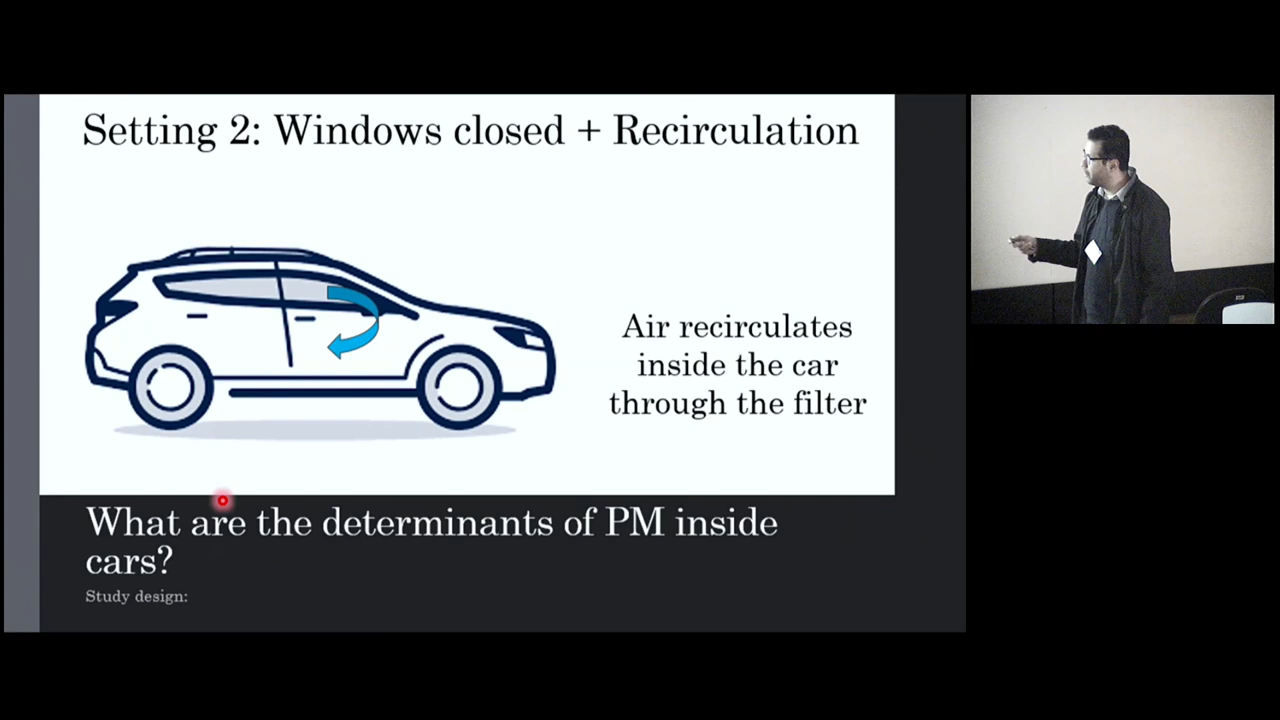 Setting 2: Windows closed + Recirculation
Air recirculates
inside the car
through the filter
What are the determinants of PM inside
cars?
Study design: